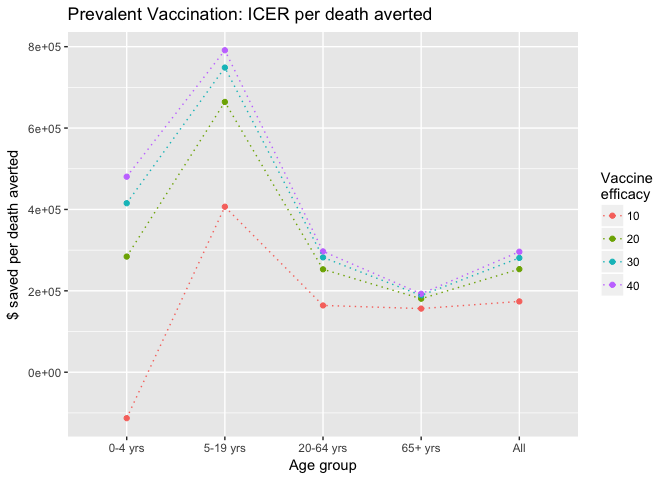 Prevalent Vaccination: ICER per death averted
8e+05
6e+05
4e+05
2e+05
0e+00
$ saved per death averted
0-4 yrs
5-19 yrs
20-64 yrs
65+ yrs
All
Age group
Vaccine
efficacy
10
20
30
40